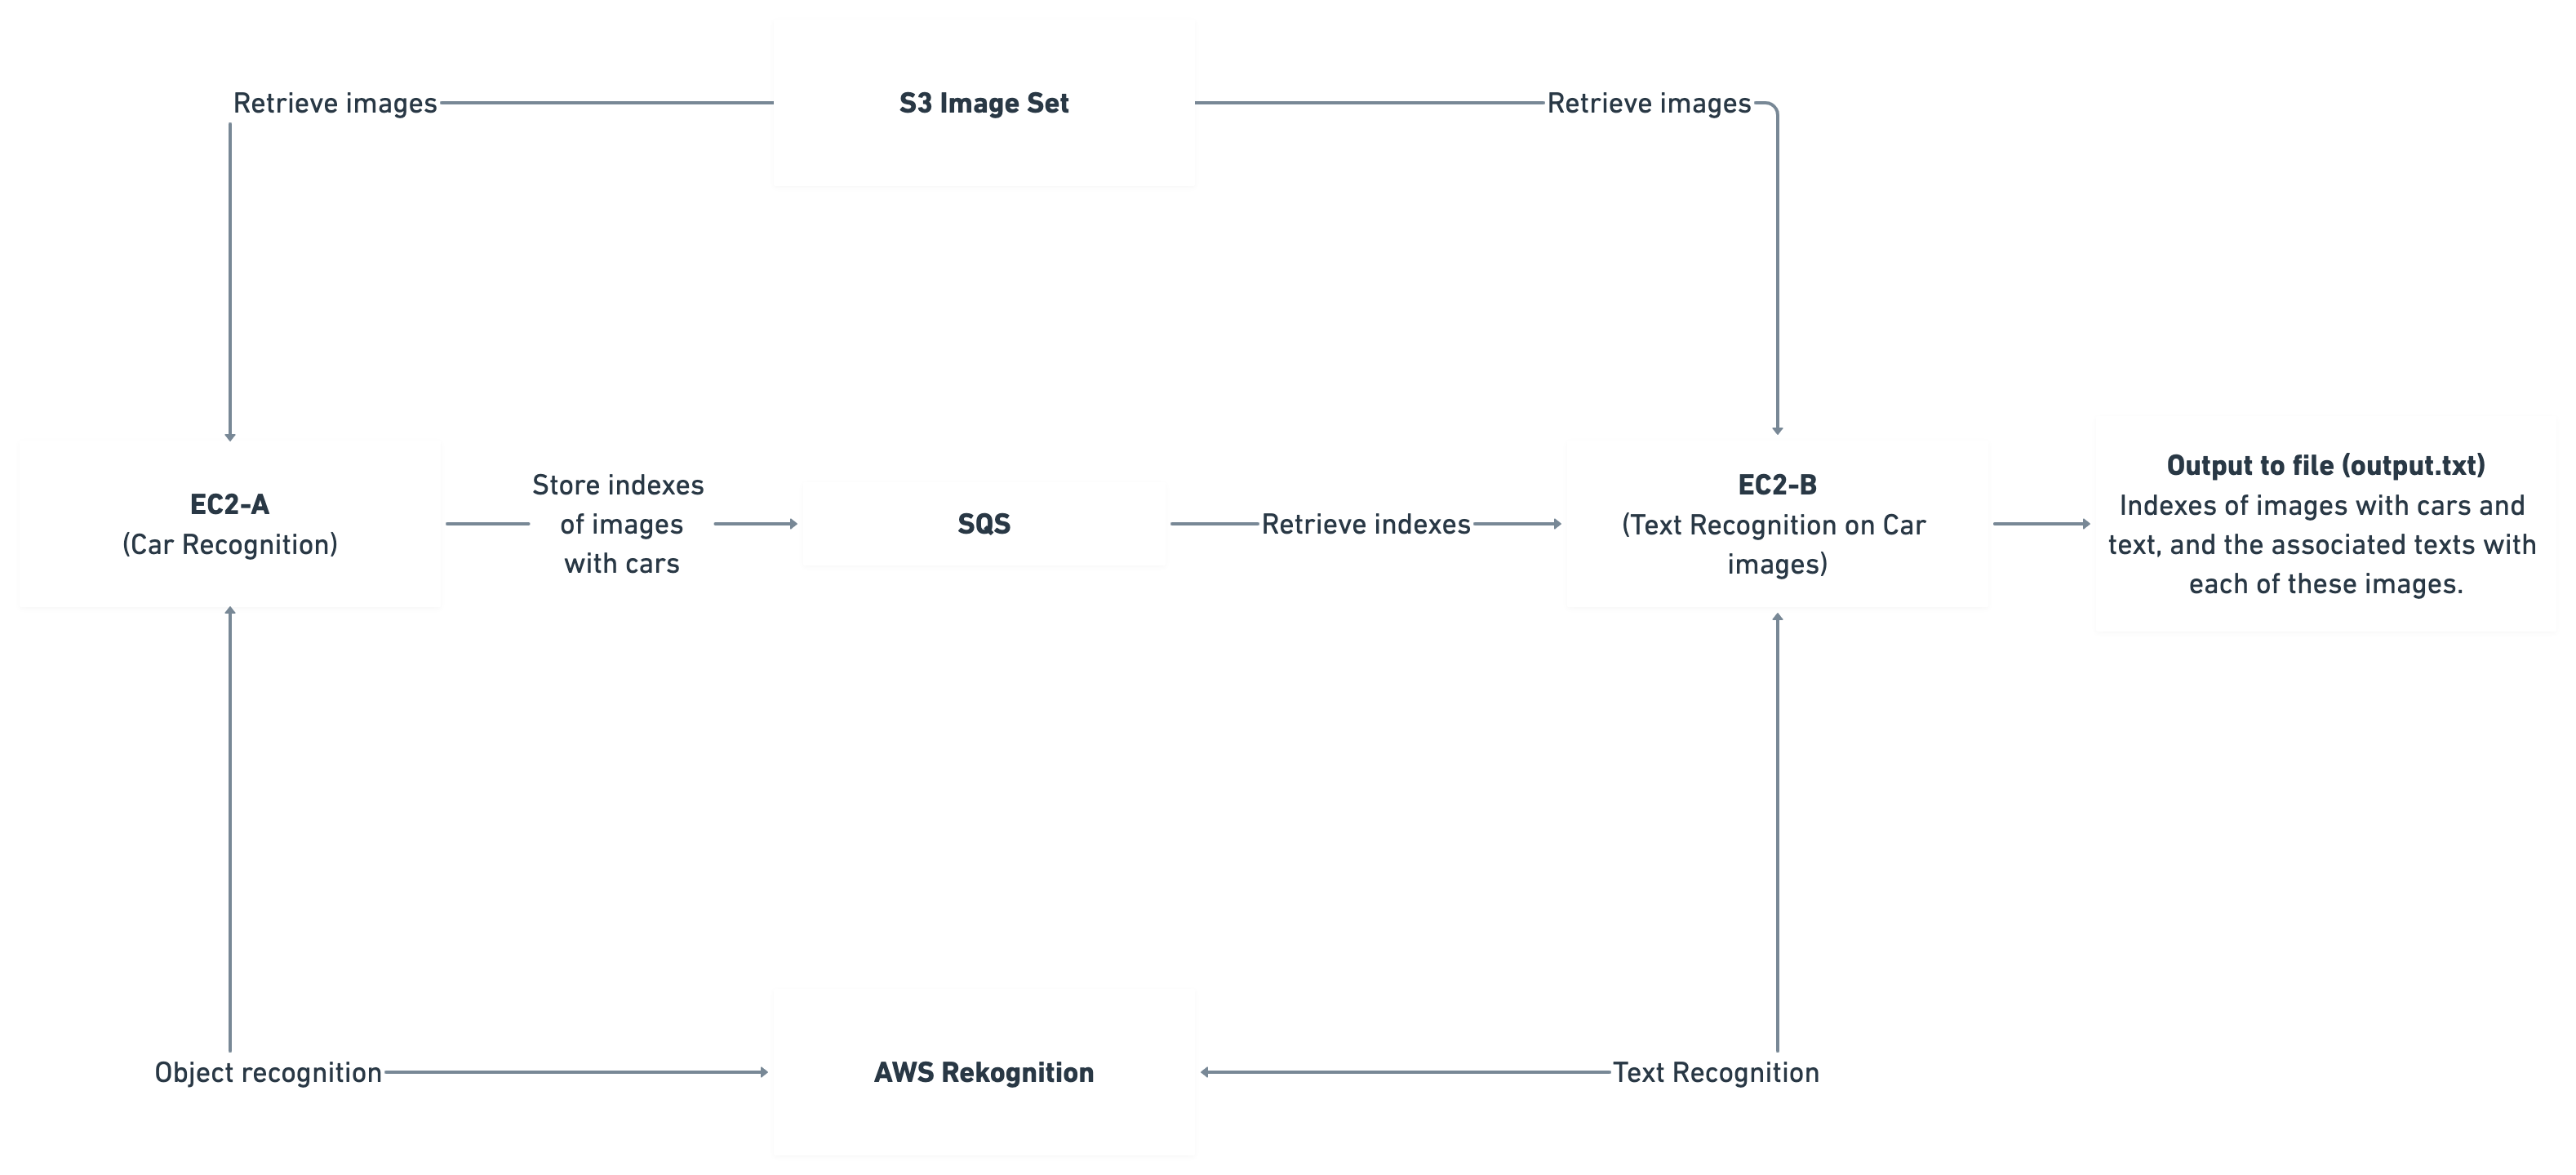 Retrieve images
S3 Image Set
Retrieve images
EC2-A
(Car Recognition)
Store indexes
of images
with cars
SQS
Retrieve indexes
EC2-B
(Text Recognition on Car
images)
Output to file (output.txt)
Indexes of images with cars and
text, and the associated texts with
each of these images.
Object recognition
AWS Rekognition
Text Recognition